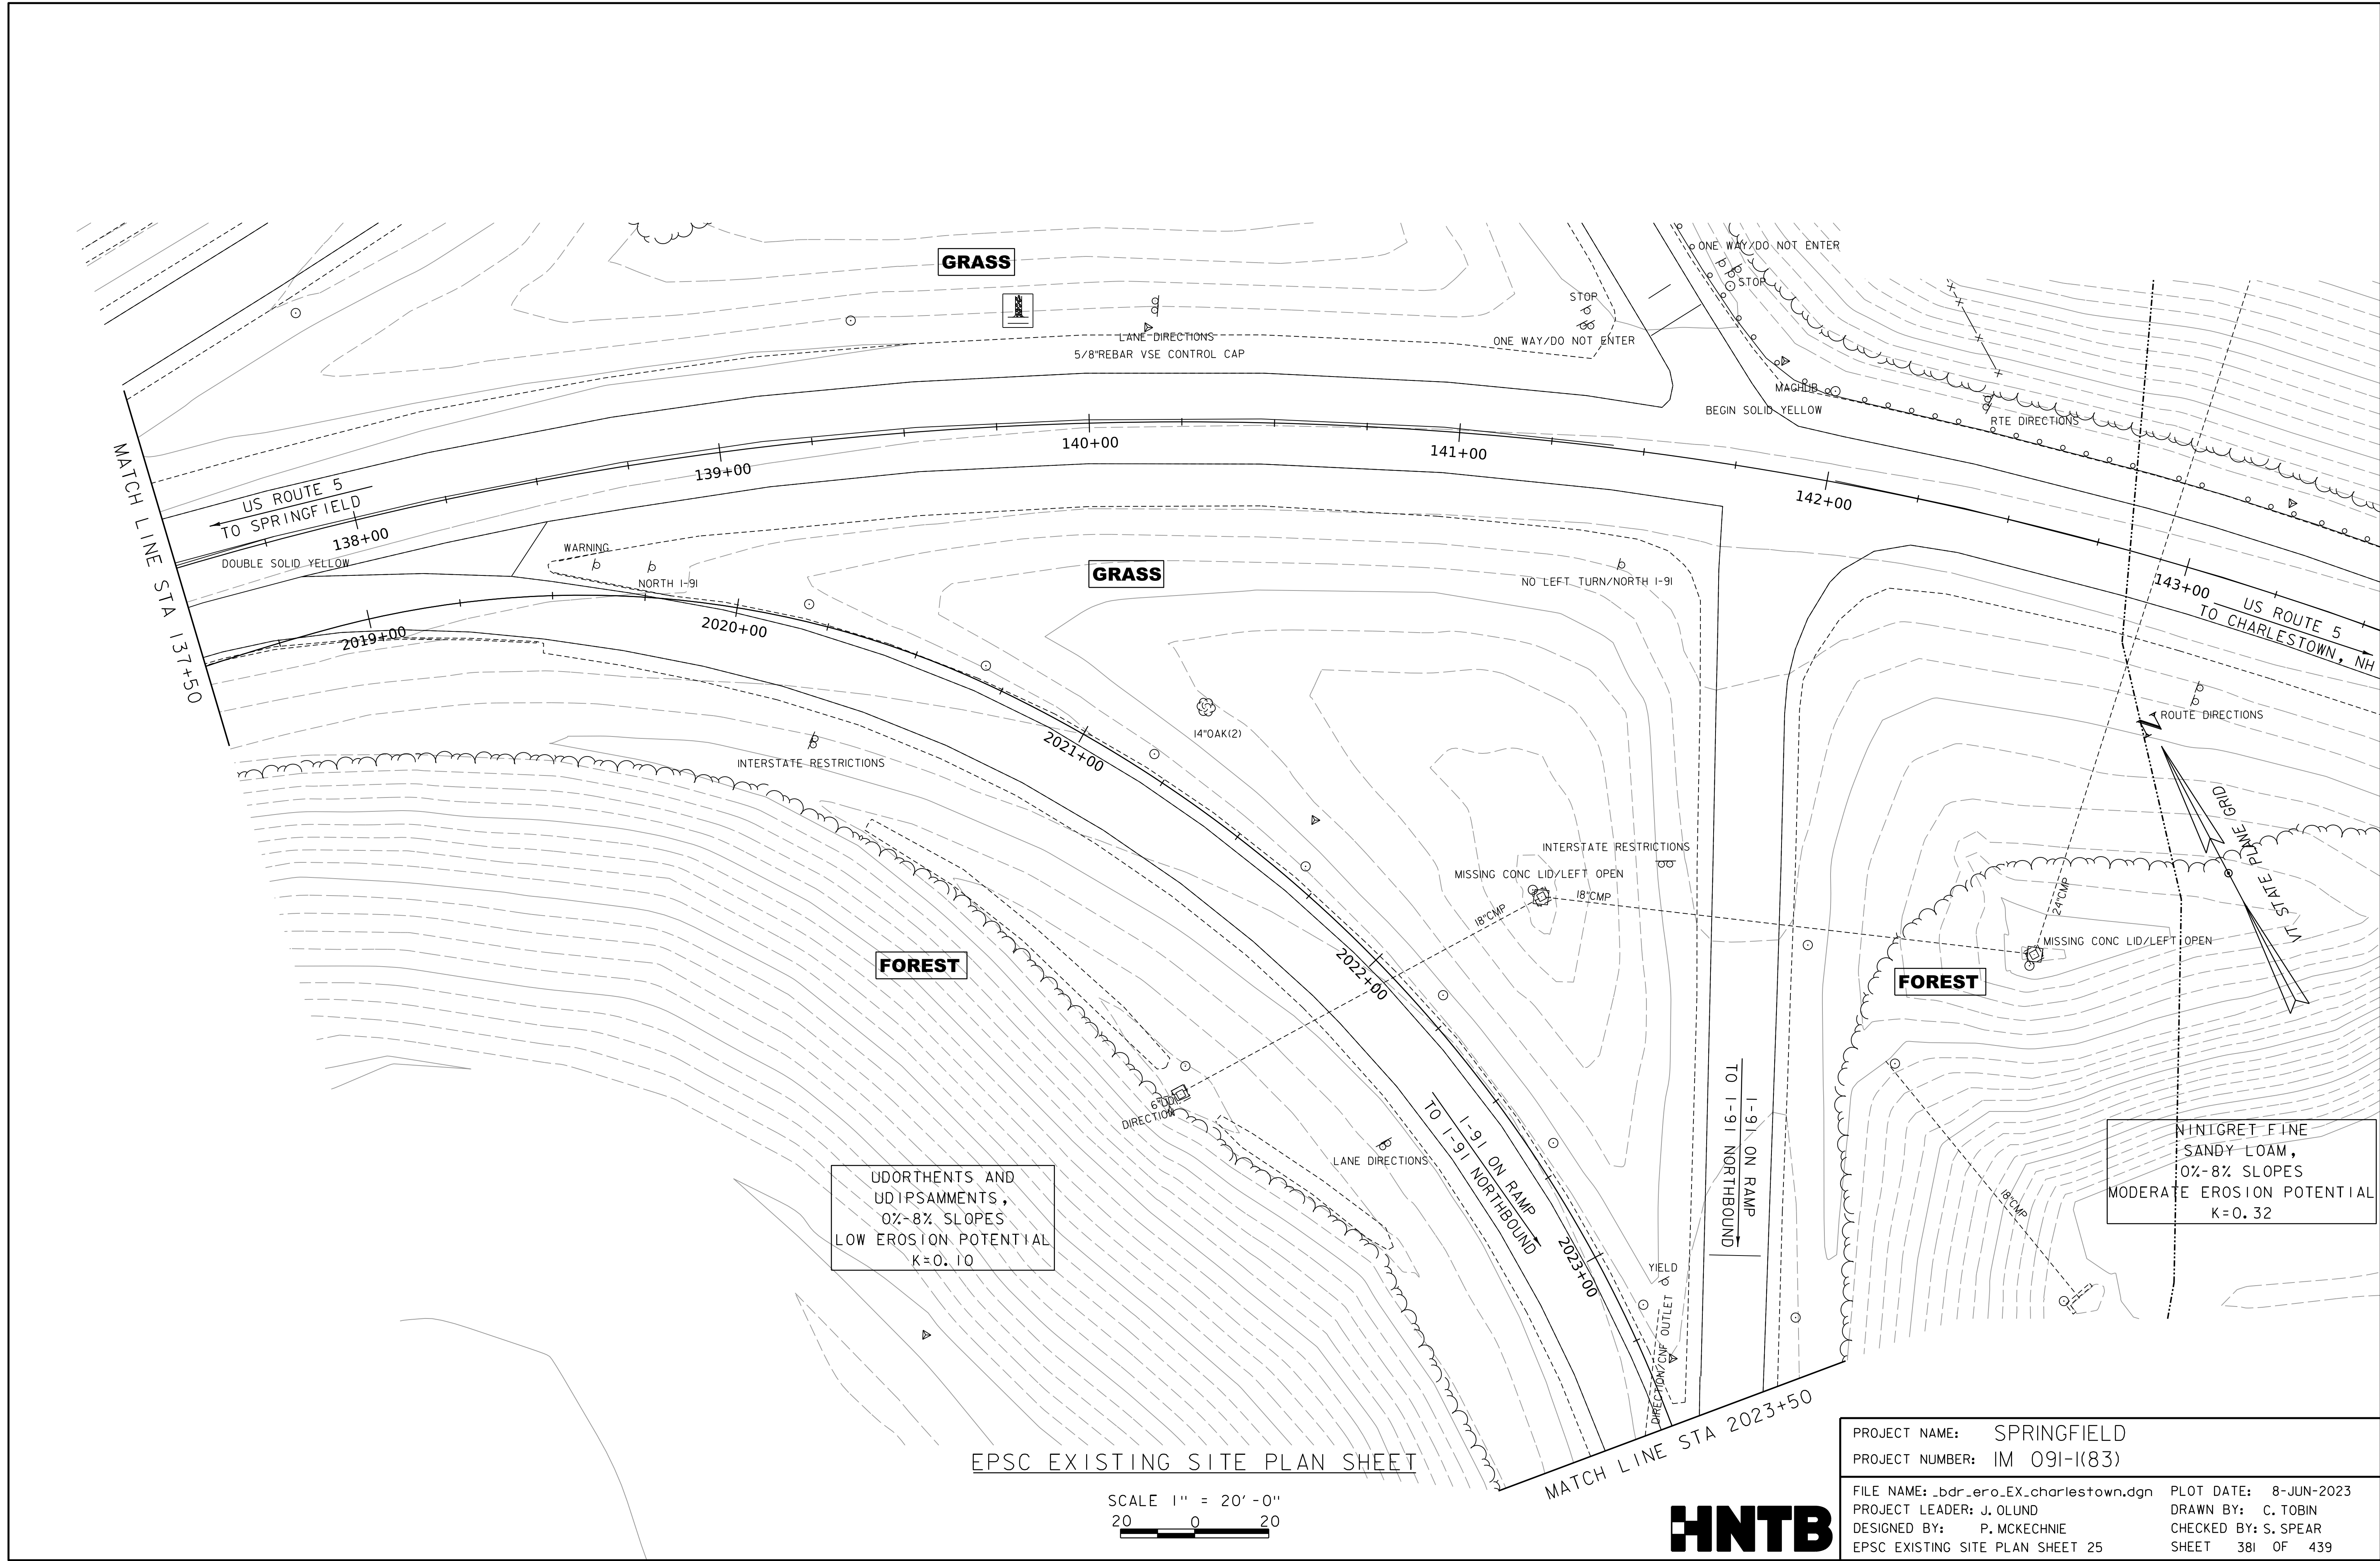 GRASS
ONE WAY/DO NOT ENTER
STOP
STOP
ONE WAY/DO NOT ENTER
LANE DIRECTIONS
5/8"REBAR VSE CONTROL CAP
MAGHUB
BEGIN SOLID YELLOW
RTE DIRECTIONS
140+00
141+00
139+00
142+00
138+00
143+00
US ROUTE 5
TO SPRINGFIELD
DOUBLE SOLID YELLOW
MATCH LINE STA 137+50
WARNING
NORTH I-91
GRASS
NO LEFT TURN/NORTH I-91
US ROUTE 5
TO CHARLESTOWN, NH
2019+00
2020+00
2021+00
2022+00
2023+00
14"OAK(2)
INTERSTATE RESTRICTIONS
ROUTE DIRECTIONS
N
VT STATE PLANE GRID
INTERSTATE RESTRICTIONS
MISSING CONC LID/LEFT OPEN
18"CMP
18"CMP
24"CMP
MISSING CONC LID/LEFT OPEN
FOREST
FOREST
DIRECTION
LANE DIRECTIONS
I-91 ON RAMP
TO I-91 NORTHBOUND
I-91 ON RAMP
TO I-91 NORTHBOUND
18"CMP
UDORTHENTS AND
UDIPSAMMENTS,
0%-8% SLOPES
LOW EROSION POTENTIAL
K=0.10
NINIGRET FINE
SANDY LOAM,
0%-8% SLOPES
MODERATE EROSION POTENTIAL
K=0.32
YIELD
DIRECTION/CNF OUTLET
MATCH LINE STA 2023+50
EPSC EXISTING SITE PLAN SHEET
SCALE 1" = 20'-0"
20 0 20
HNTB
PROJECT NAME: SPRINGFIELD
PROJECT NUMBER: IM 091-1(83)
FILE NAME: _bdr_ero_EX_charlestown.dgn PLOT DATE: 8-JUN-2023
PROJECT LEADER: J. OLUND DRAWN BY: C. TOBIN
DESIGNED BY: P. MCKECHNIE CHECKED BY: S. SPEAR
EPSC EXISTING SITE PLAN SHEET 25 SHEET 381 OF 439